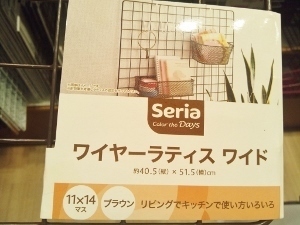 Seria
Color the Days
ワイヤーラティス ワイド
約40.5(縦)×51.5(横)cm
11×14
マス
ブラウン
リビングでキッチンで使い方いろいろ